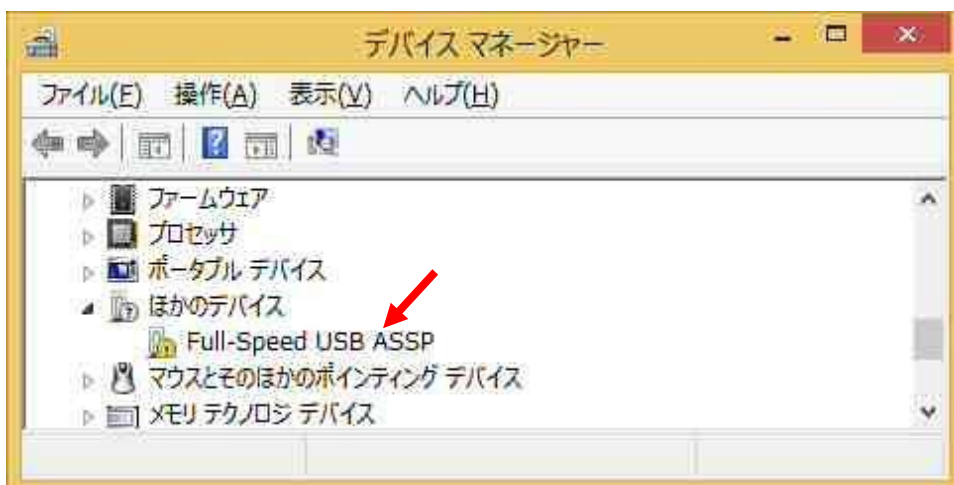 デバイス マネージャー
ファイル(F) 操作(A) 表示(V) ヘルプ(H)
ファームウェア
プロセッサ
ポータブル デバイス
ほかのデバイス
Full-Speed USB ASSP
マウスとそのほかのポインティング デバイス
メモリ テクノロジ デバイス